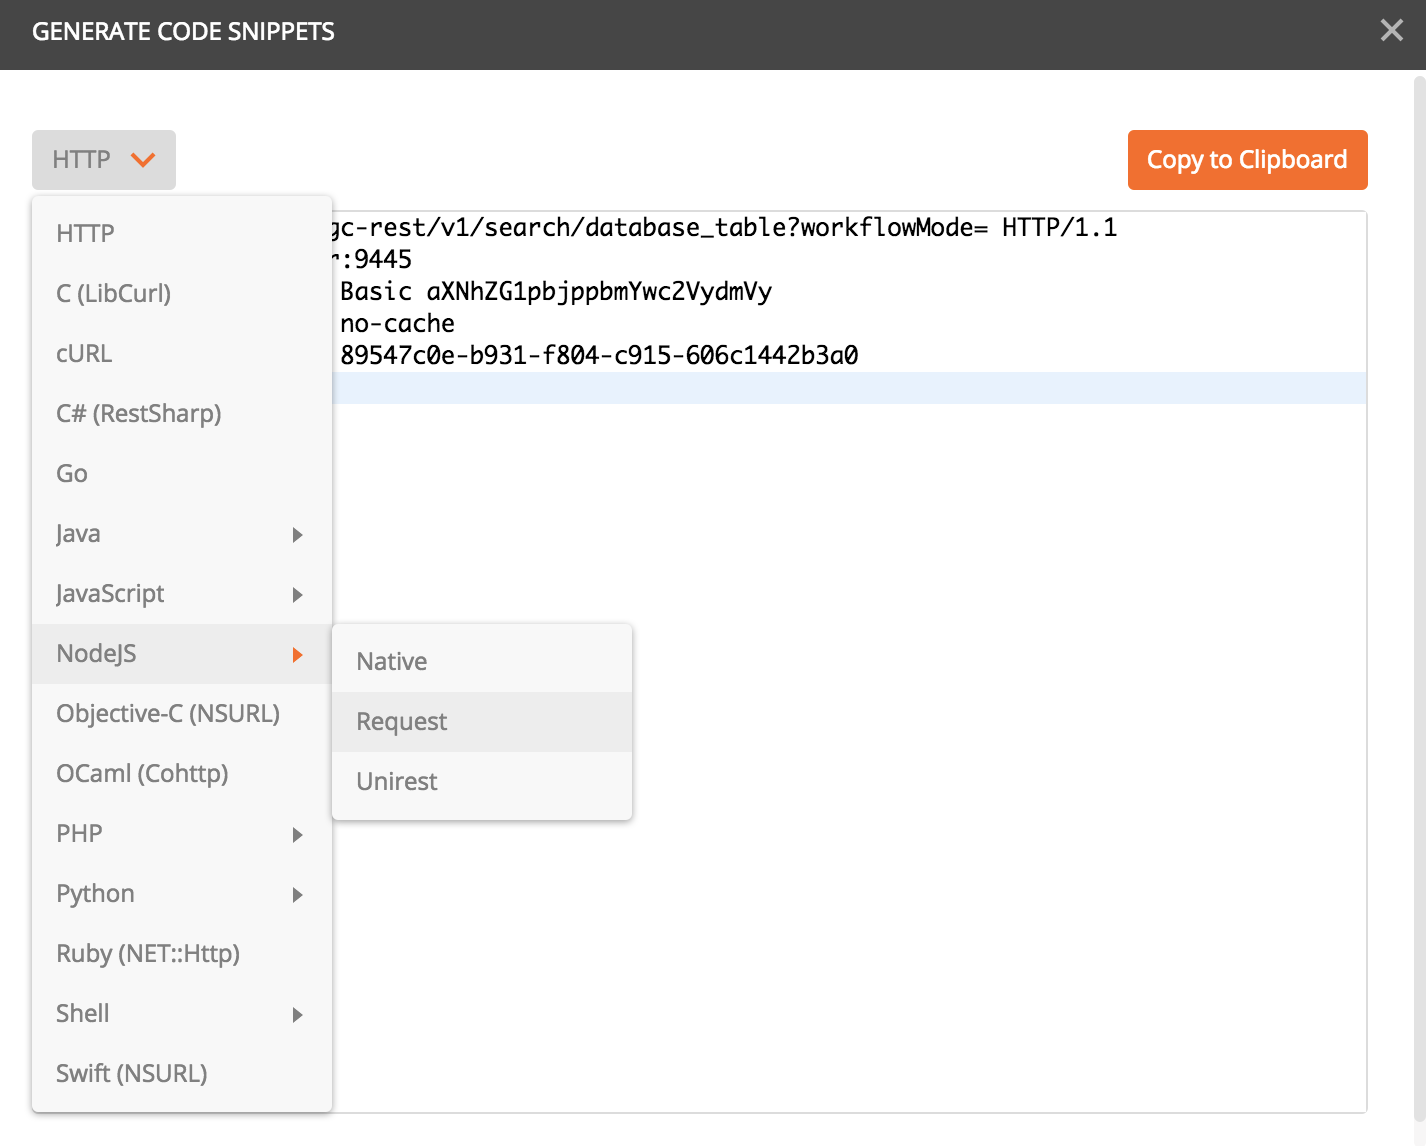 GENERATE CODE SNIPPETS
HTTP
Copy to Clipboard
HTTP
gc-rest/v1/search/database_table?workflowMode= HTTP/1.1
:9445
C (LibCurl)
Basic aXNhZG1pbjppbmYwc2VydmVy
no-cache
cURL
89547c0e-b931-f804-c915-606c1442b3a0
C# (RestSharp)
Go
Java
JavaScript
NodeJS
Native
Request
Unirest
Objective-C (NSURL)
OCaml (Cohttp)
PHP
Python
Ruby (NET::Http)
Shell
Swift (NSURL)